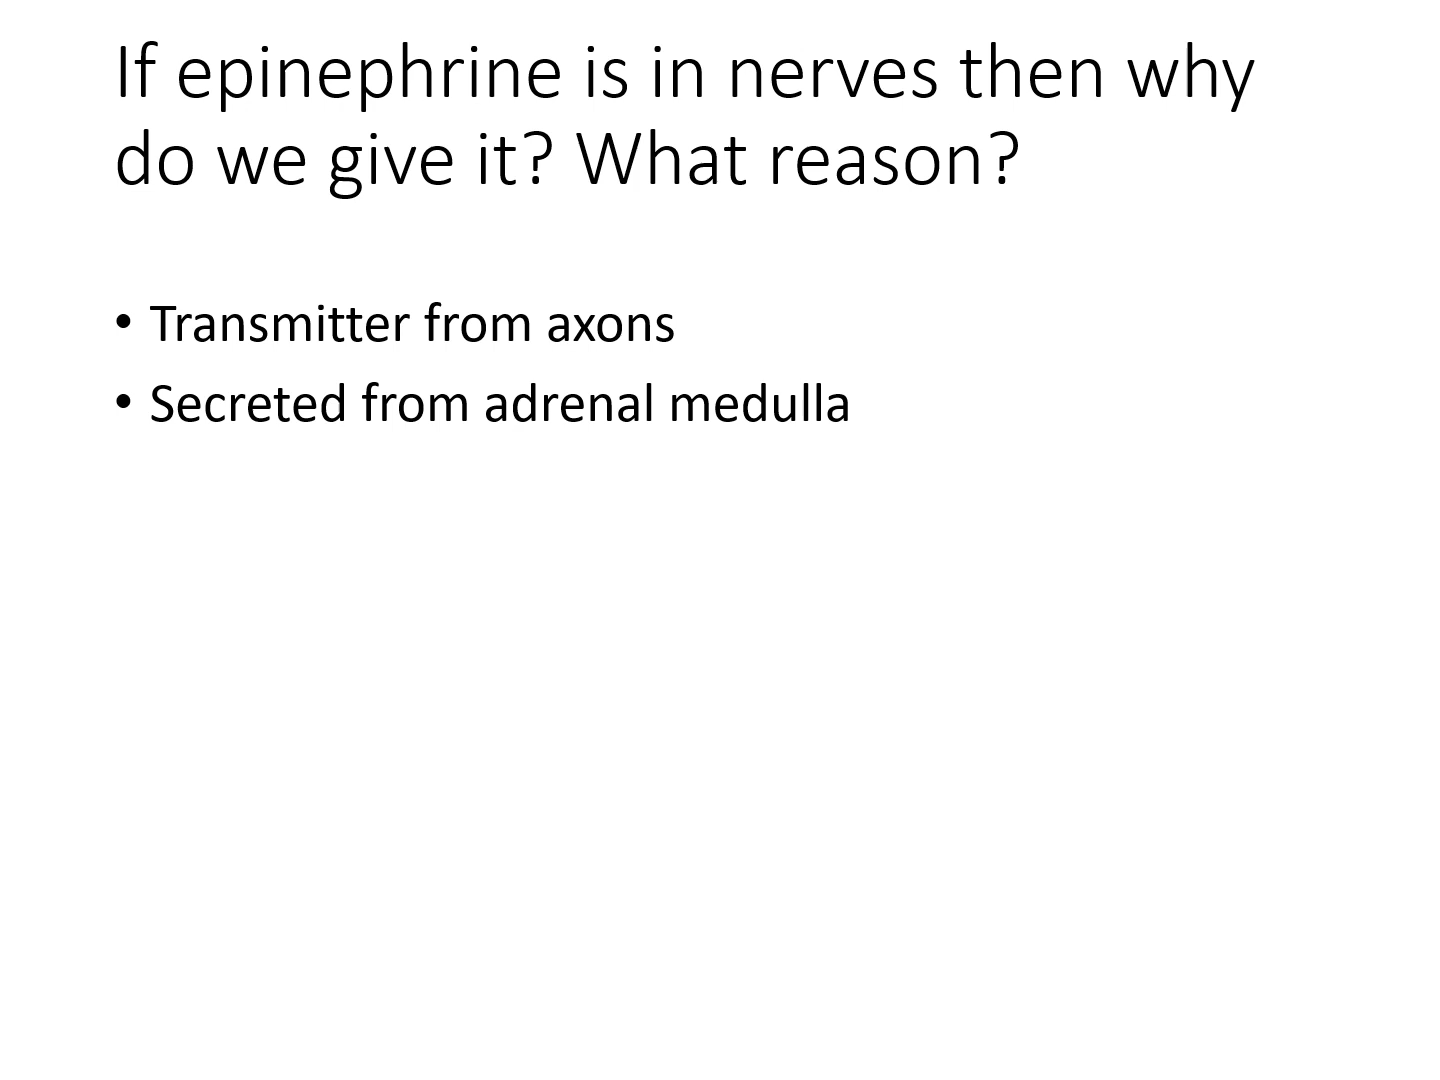 If epinephrine is in nerves then why
do we give it? What reason?
• Transmitter from axons
• Secreted from adrenal medulla